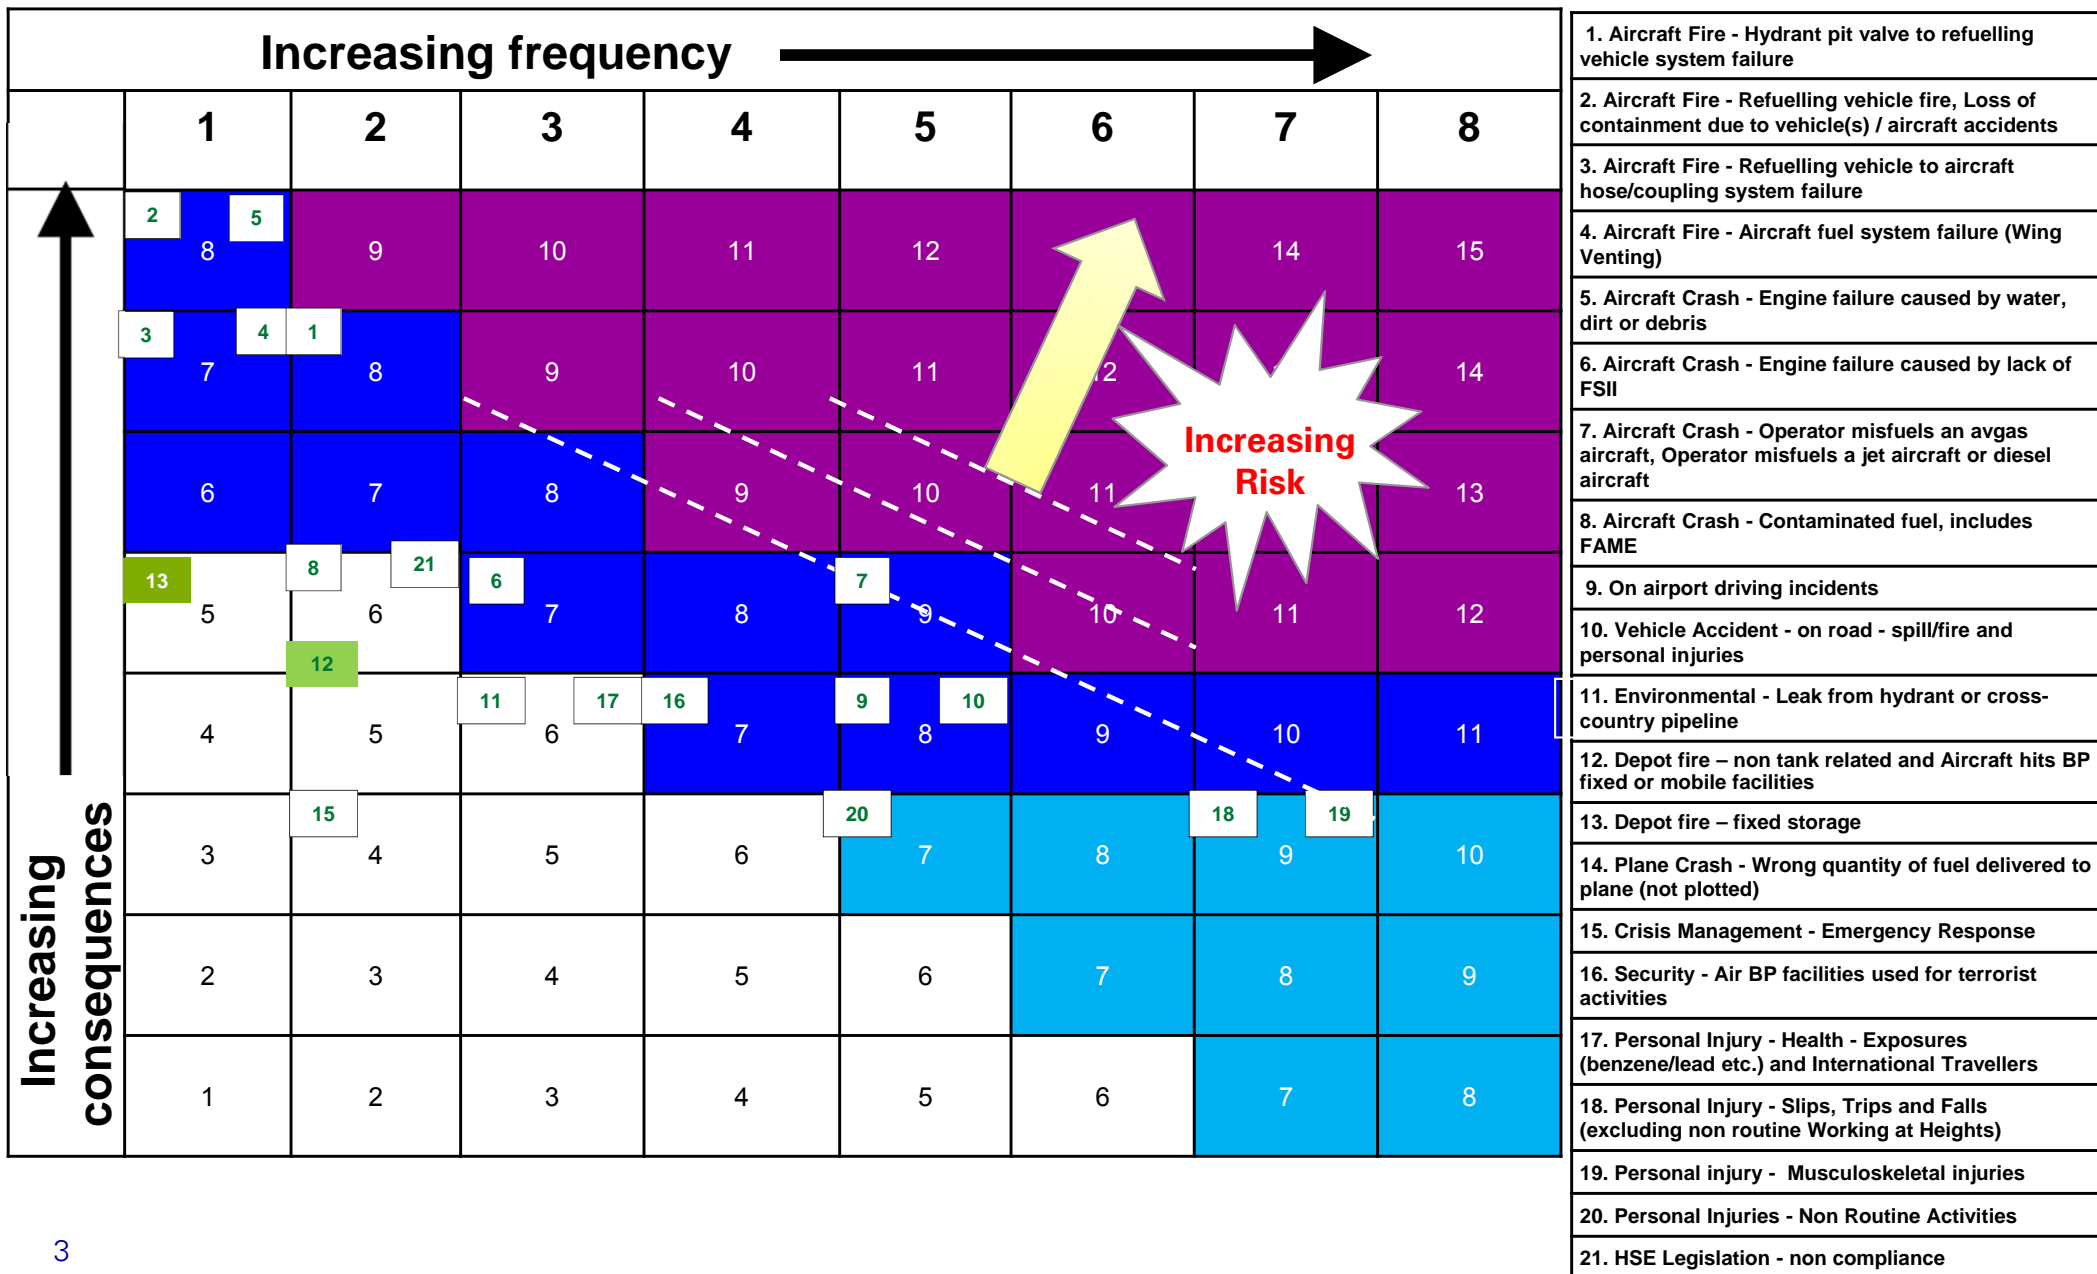 Increasing frequency
1 2 3 4 5 6 7 8
2 5
8 9 10 11 12 14 15
3 4 1
7 8 9 10 11 12 14
Increasing
Risk
6 7 8 9 10 11 13
13 8 21 6 7
5 6 7 8 9 10 11 12
12
11 17 16 9 10
4 5 6 7 8 9 10 11
15 20 18 19
3 4 5 6 7 8 9 10
2 3 4 5 6 7 8 9
1 2 3 4 5 6 7 8
Increasing
consequences
1. Aircraft Fire - Hydrant pit valve to refuelling
vehicle system failure
2. Aircraft Fire - Refuelling vehicle fire, Loss of
containment due to vehicle(s) / aircraft accidents
3. Aircraft Fire - Refuelling vehicle to aircraft
hose/coupling system failure
4. Aircraft Fire - Aircraft fuel system failure (Wing
Venting)
5. Aircraft Crash - Engine failure caused by water,
dirt or debris
6. Aircraft Crash - Engine failure caused by lack of
FSII
7. Aircraft Crash - Operator misfuels an avgas
aircraft, Operator misfuels a jet aircraft or diesel
aircraft
8. Aircraft Crash - Contaminated fuel, includes
FAME
9. On airport driving incidents
10. Vehicle Accident - on road - spill/fire and
personal injuries
11. Environmental - Leak from hydrant or cross-
country pipeline
12. Depot fire – non tank related and Aircraft hits BP
fixed or mobile facilities
13. Depot fire – fixed storage
14. Plane Crash - Wrong quantity of fuel delivered to
plane (not plotted)
15. Crisis Management - Emergency Response
16. Security - Air BP facilities used for terrorist
activities
17. Personal Injury - Health - Exposures
(benzene/lead etc.) and International Travellers
18. Personal Injury - Slips, Trips and Falls
(excluding non routine Working at Heights)
19. Personal injury - Musculoskeletal injuries
20. Personal Injuries - Non Routine Activities
21. HSE Legislation - non compliance
3